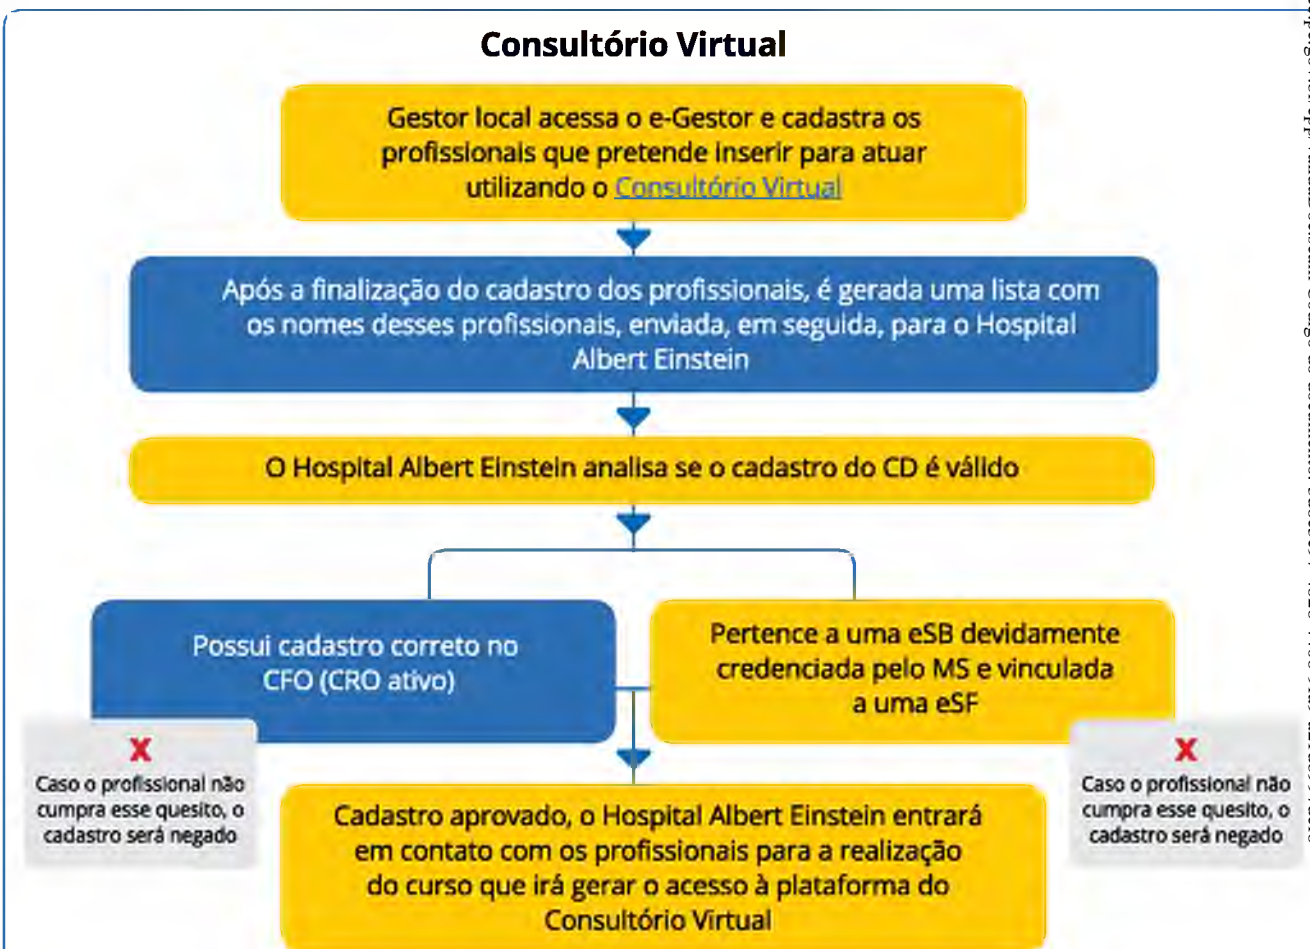 Consultório Virtual
Gestor local acessa o e-Gestor e cadastra os
profissionais que pretende inserir para atuar
utilizando o Consultório Virtual
Após a finalização do cadastro dos profissionais, é gerada uma lista com
os nomes desses profissionais, enviada, em seguida, para o Hospital
Albert Einstein
O Hospital Albert Einstein analisa se o cadastro do CD é válido
Possui cadastro correto no
CFO (CRO ativo)
Pertence a uma eSB devidamente
credenciada pelo MS e vinculada
a uma eSF
X
Caso o profissional não
cumpra esse quesito, o
cadastro será negado
X
Caso o profissional não
cumpra esse quesito, o
cadastro será negado
Cadastro aprovado, o Hospital Albert Einstein entrará
em contato com os profissionais para a realização
do curso que irá gerar o acesso à plataforma do
Consultório Virtual